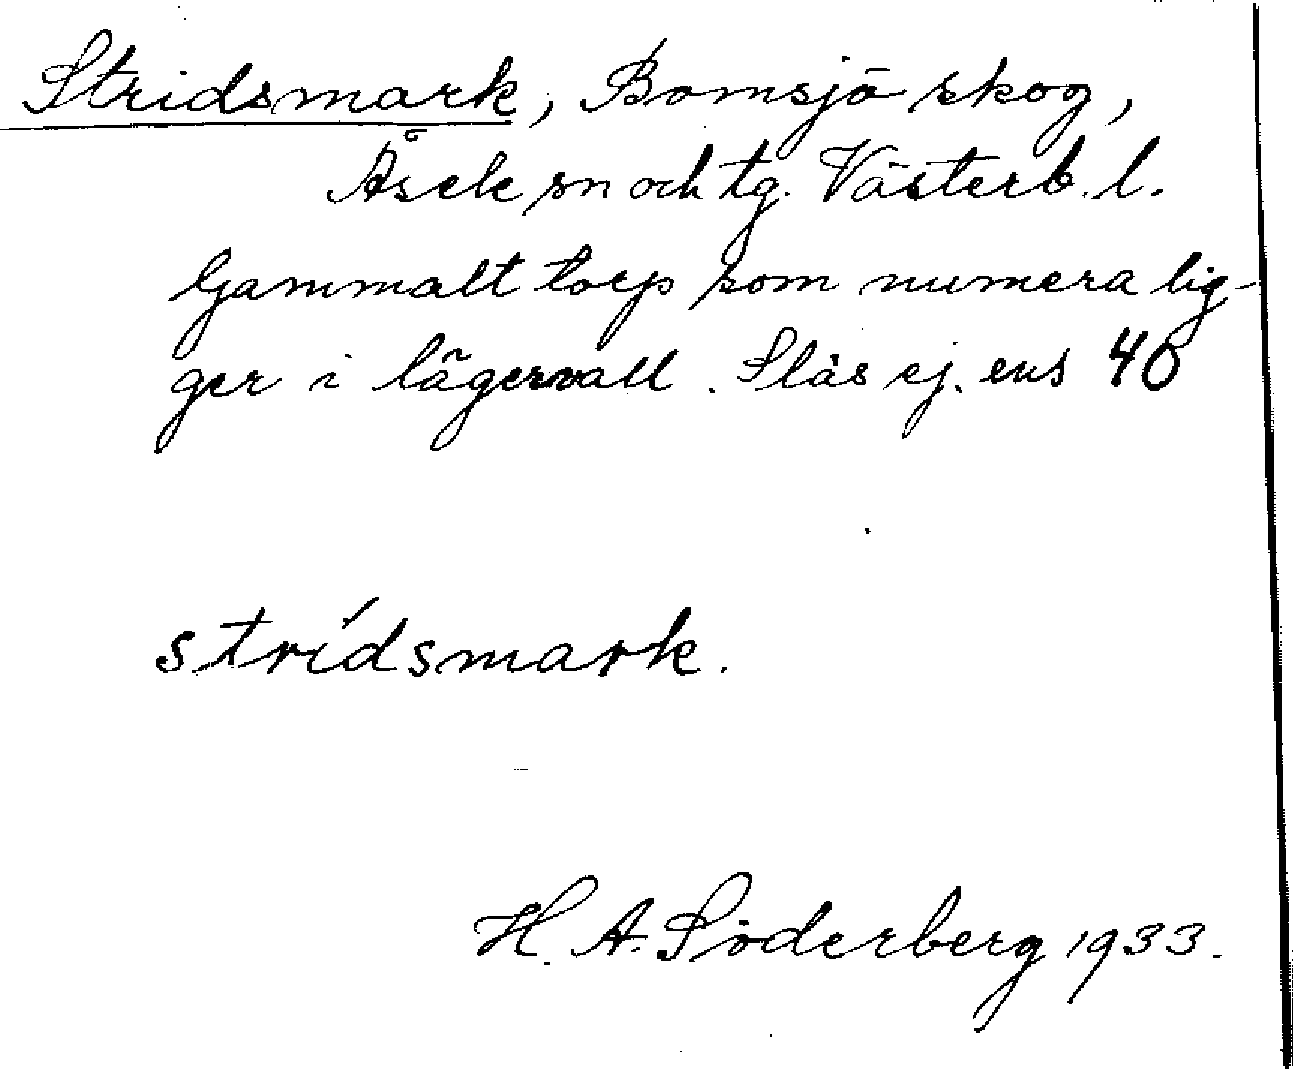 Stridsmark, Bomsjö skog,
Åsele sn och tg. Västerb. l.
Gammalt torp som numera lig-
ger i lägervall. Slås ej. ens 40
strídsmark.
H. A. Söderberg 1933.